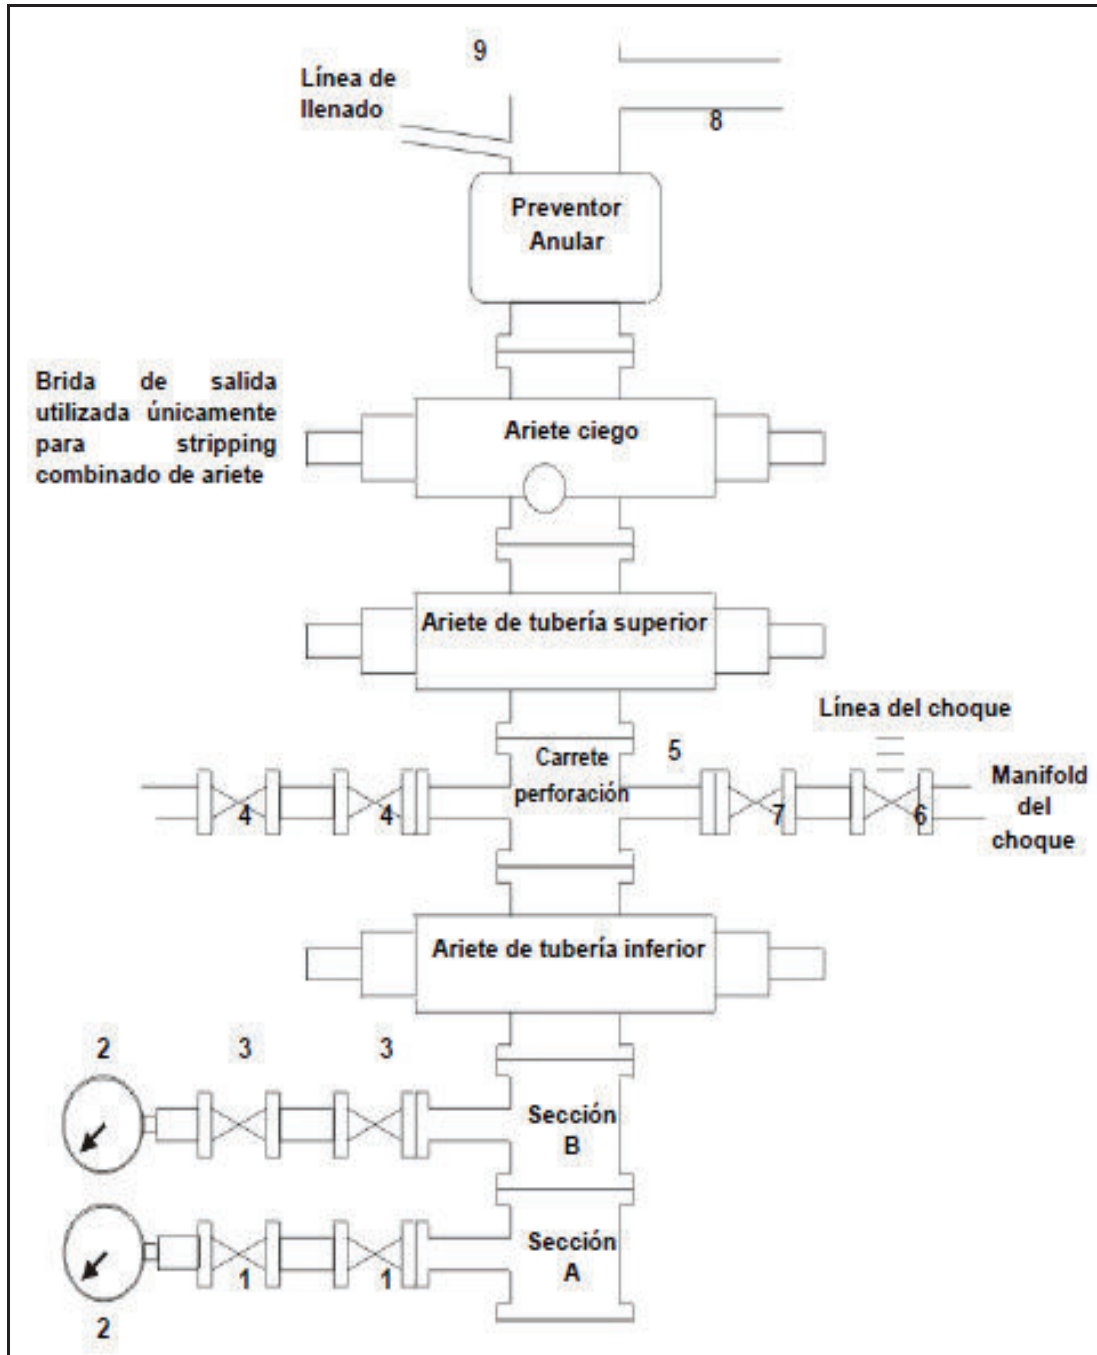 9
Línea de
llenado
8
Preventor
Anular
Brida de salida
utilizada únicamente
para stripping
combinado de ariete
Ariete ciego
Ariete de tubería superior
Línea del choque
5
Carrete
perforación
Manifold
del
choque
4 4 7 6
Ariete de tubería inferior
2 3 3
Sección
B
Sección
A
1 1
2